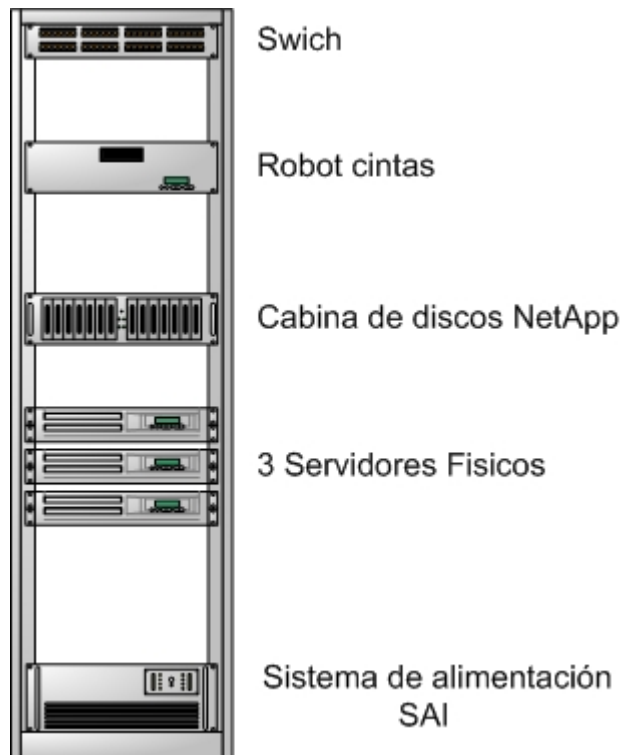 Swich
Robot cintas
Cabina de discos NetApp
3 Servidores Fisicos
Sistema de alimentación
SAI